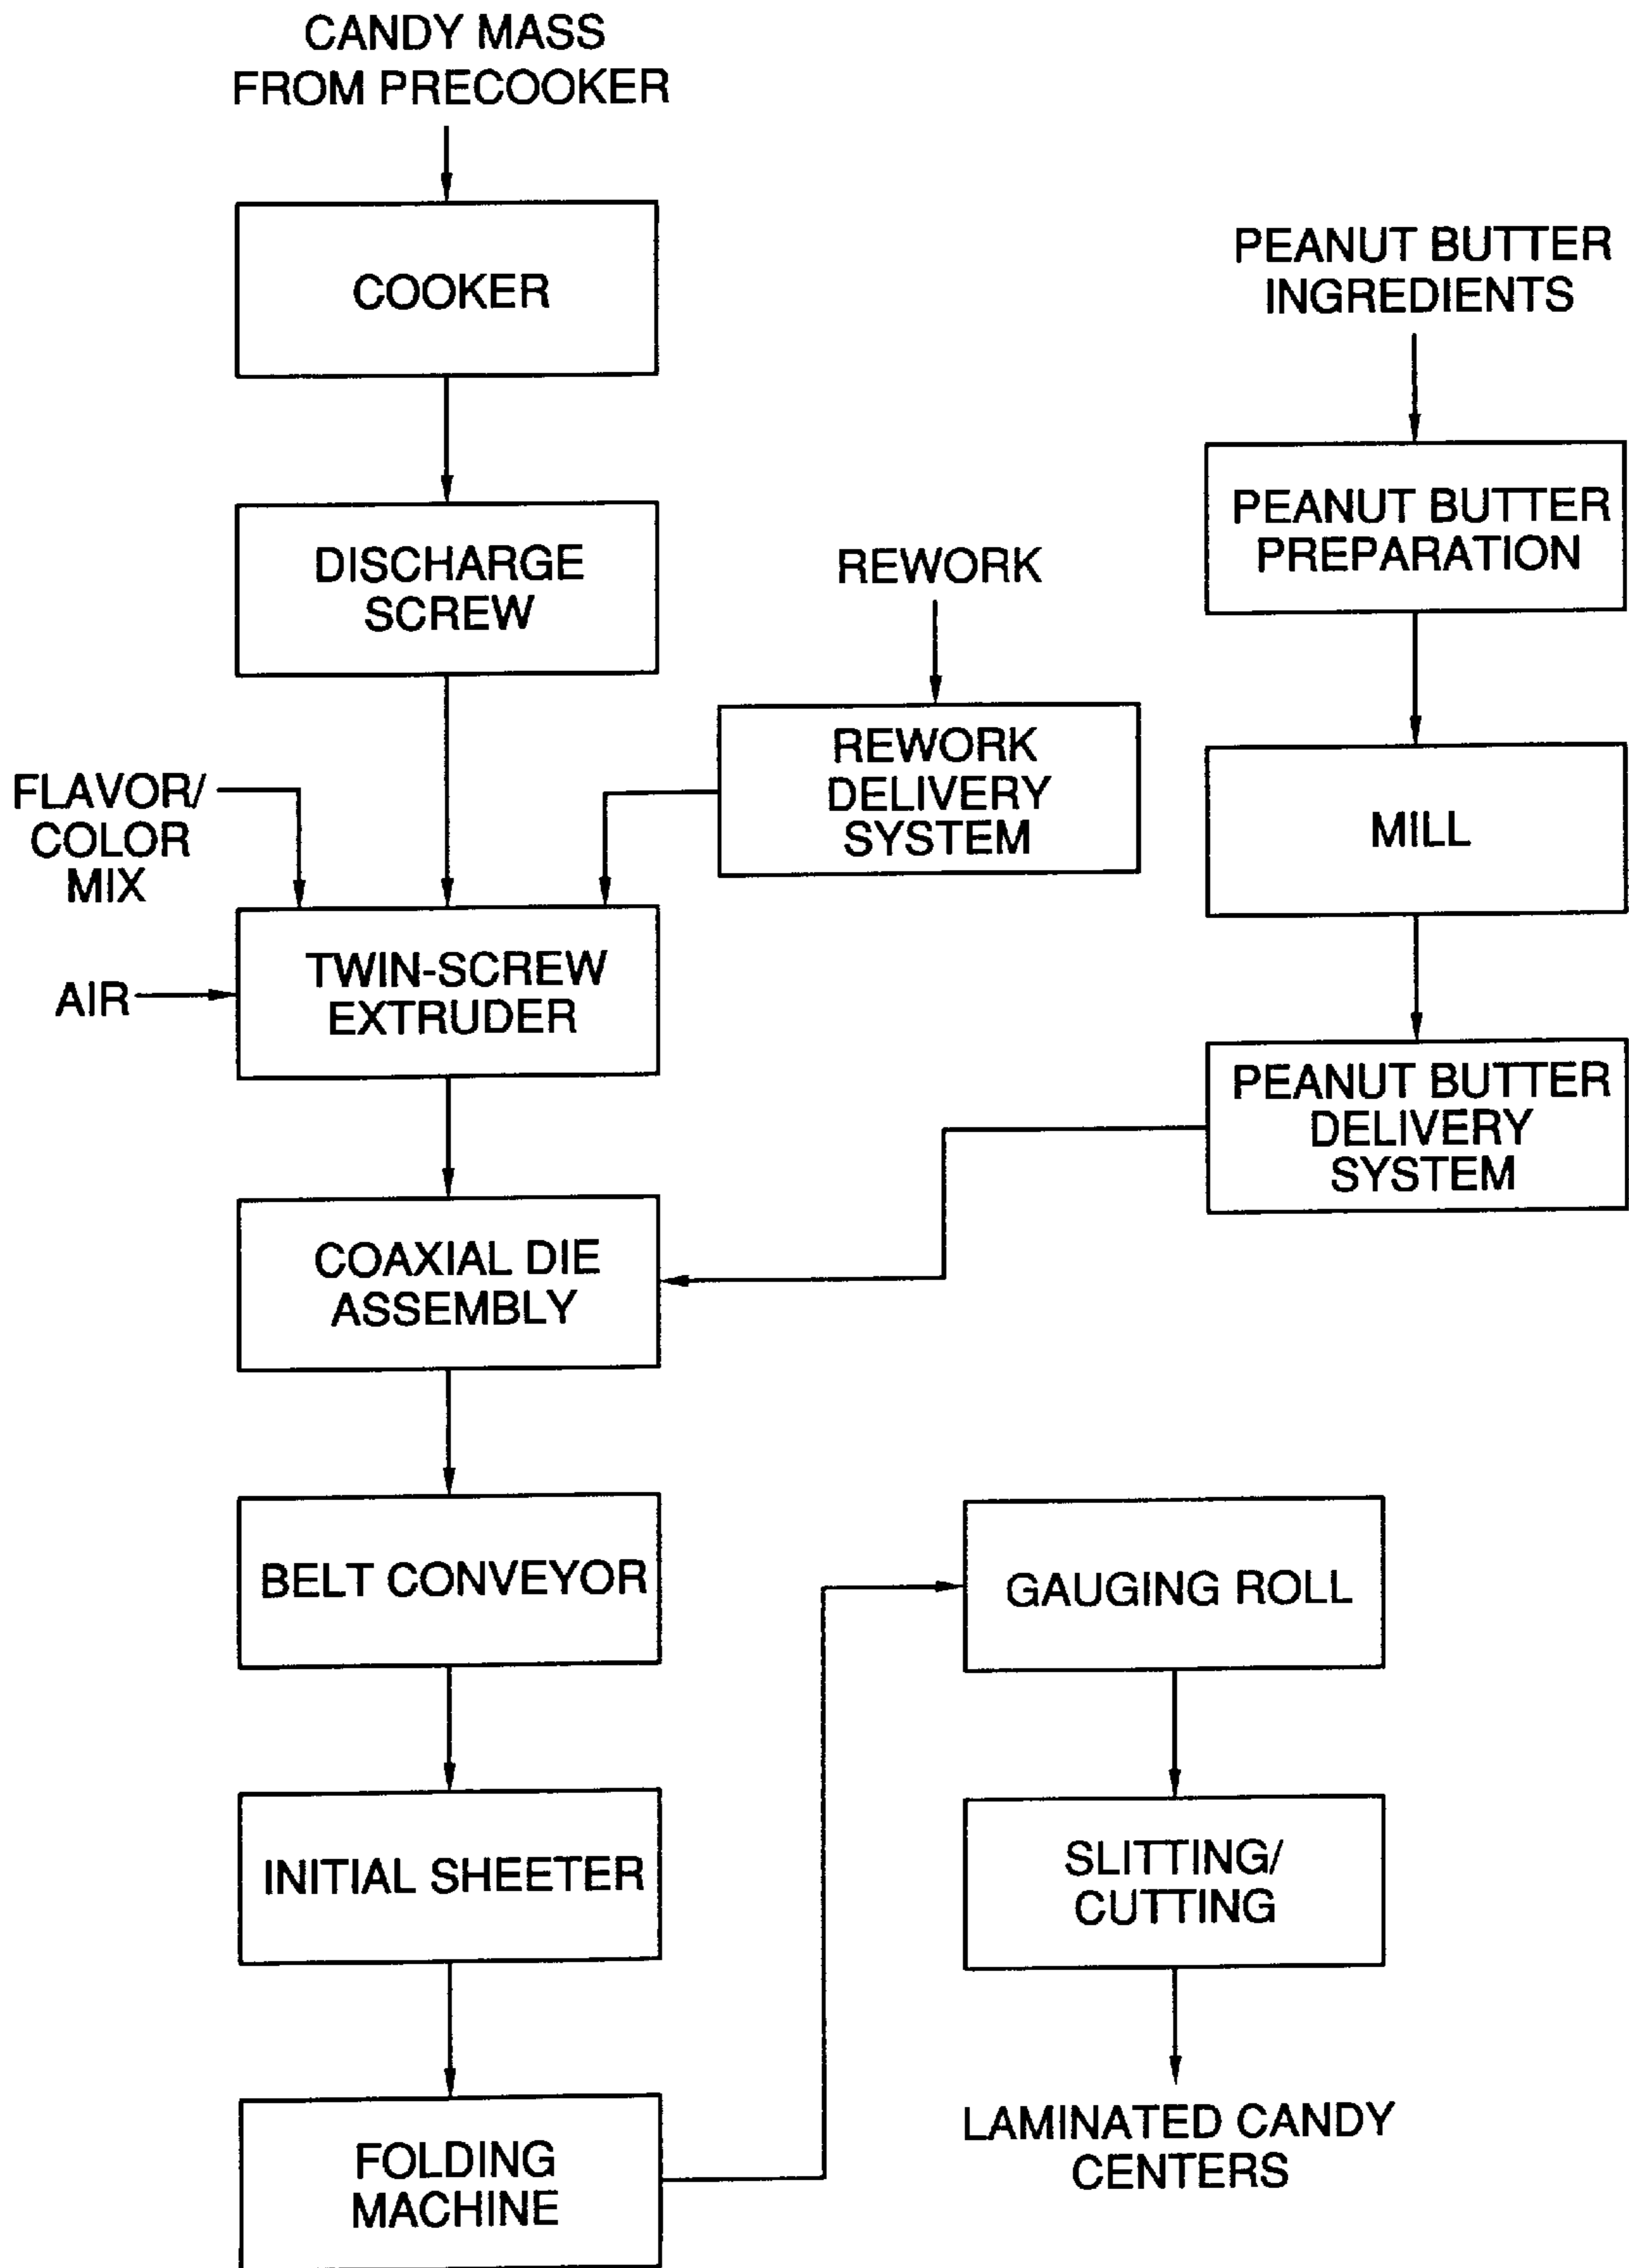 CANDY MASS
FROM PRECOOKER
COOKER
PEANUT BUTTER
INGREDIENTS
DISCHARGE
SCREW
REWORK
PEANUT BUTTER
PREPARATION
FLAVOR/
COLOR
MIX
REWORK
DELIVERY
SYSTEM
MILL
AIR
TWIN-SCREW
EXTRUDER
PEANUT BUTTER
DELIVERY
SYSTEM
COAXIAL DIE
ASSEMBLY
BELT CONVEYOR
GAUGING ROLL
INITIAL SHEETER
SLITTING/
CUTTING
FOLDING
MACHINE
LAMINATED CANDY
CENTERS